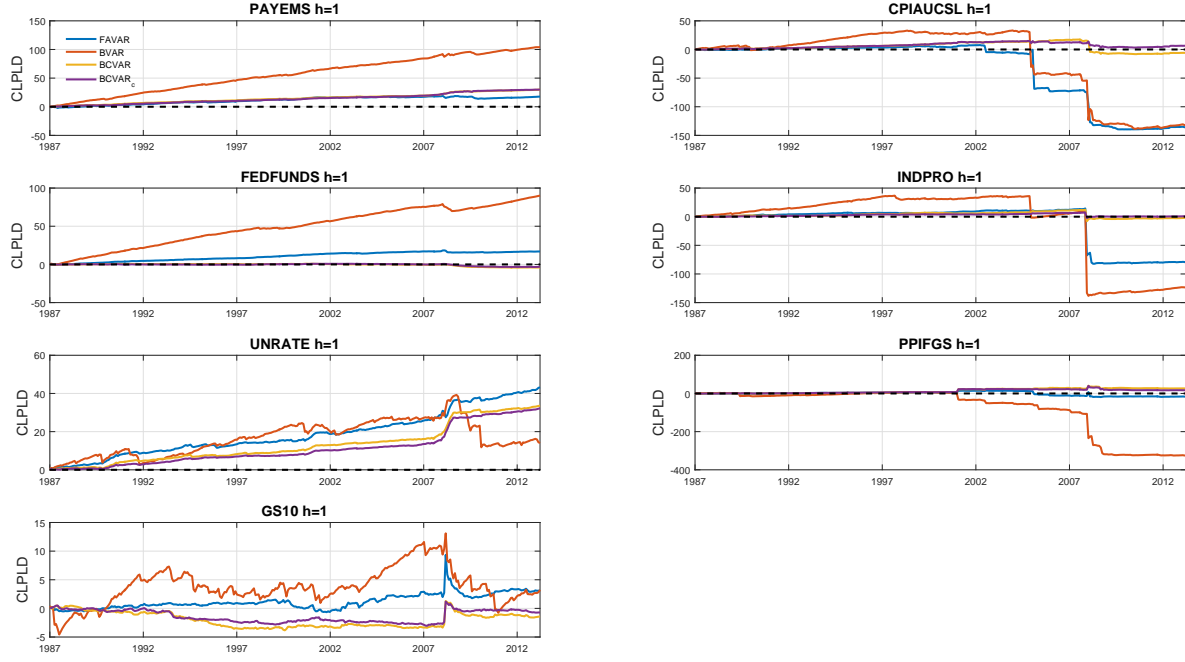 PAYEMS h=1
150
100
50
0
-50
CLPLD
FAVAR
BVAR
BCVAR
BCVARc
1987 1992 1997 2002 2007 2012
CPIAUCSL h=1
50
0
-50
-100
-150
CLPLD
1987 1992 1997 2002 2007 2012
FEDFUNDS h=1
100
50
0
-50
CLPLD
1987 1992 1997 2002 2007 2012
INDPRO h=1
50
0
-50
-100
-150
CLPLD
1987 1992 1997 2002 2007 2012
UNRATE h=1
60
40
20
0
CLPLD
1987 1992 1997 2002 2007 2012
PPIFGS h=1
200
0
-200
-400
CLPLD
1987 1992 1997 2002 2007 2012
GS10 h=1
15
10
5
0
-5
CLPLD
1987 1992 1997 2002 2007 2012